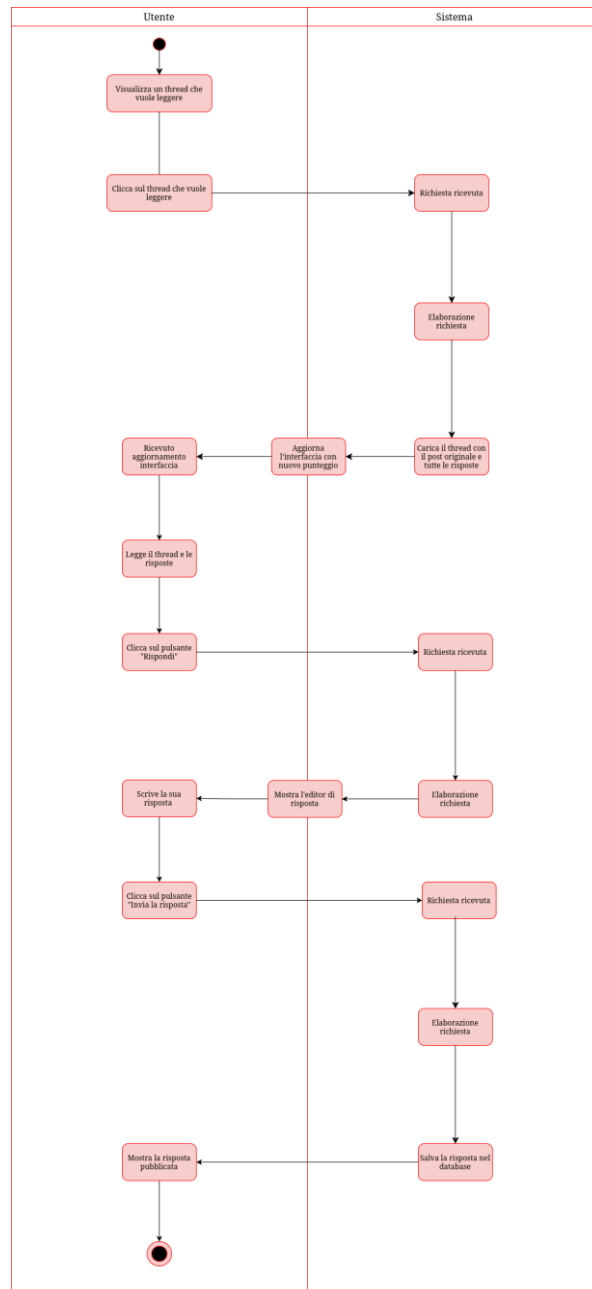 Utente
Sistema
Visualizza un thread che
vuole leggere
Clicca sul thread che vuole
leggere
Richiesta ricevuta
Elaborazione
richiesta
Ricevuto
aggiornamento
interfaccia
Aggiorna
l'interfaccia con
nuovo punteggio
Carica il thread con
il post originale e
tutte le risposte
Legge il thread e le
risposte
Clicca sul pulsante
"Rispondi"
Richiesta ricevuta
Scrive la sua
risposta
Mostra l'editor di
risposta
Elaborazione
richiesta
Clicca sul pulsante
"Invia la risposta"
Richiesta ricevuta
Elaborazione
richiesta
Mostra la risposta
pubblicata
Salva la risposta nel
database